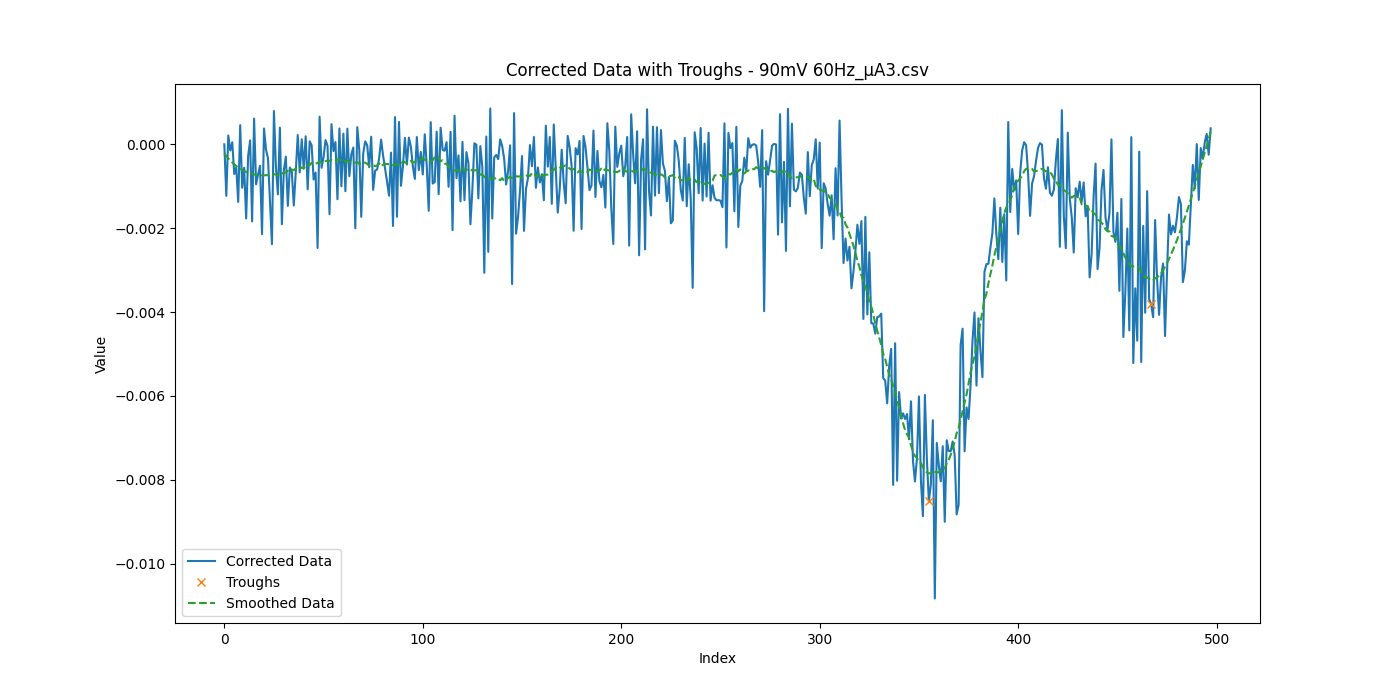 Corrected Data with Troughs - 90mV 60Hz_μA3.csv
0.000
−0.002
−0.004
−0.006
−0.008
−0.010
Value
Corrected Data
Troughs
Smoothed Data
0
100
200
300
400
500
Index